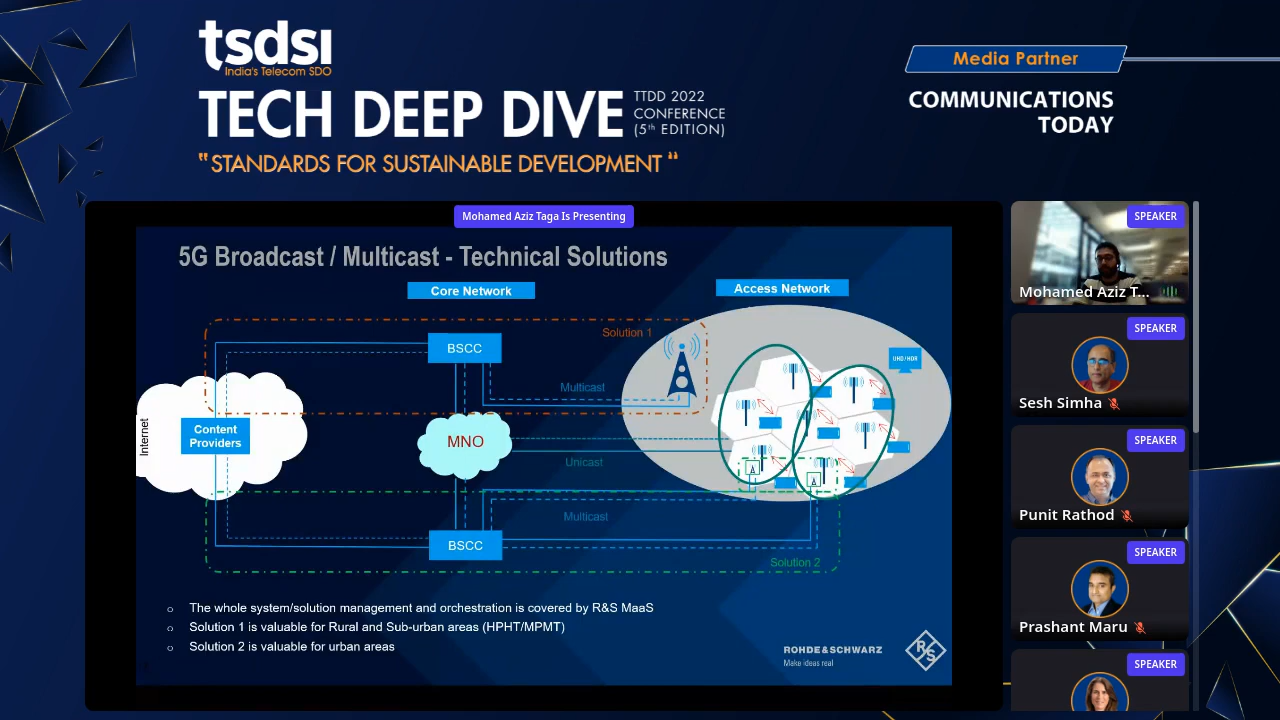 tsdsi
India's Telecom SDO
TECH DEEP DIVE
TTDD 2022
CONFERENCE
(5th EDITION)
"STANDARDS FOR SUSTAINABLE DEVELOPMENT"
Media Partner
COMMUNICATIONS
TODAY
Mohamed Aziz Taga Is Presenting
5G Broadcast / Multicast - Technical Solutions
Core Network
Access Network
Solution 1
BSCC
UHD/HDR
Multicast
Internet
Content
Providers
MNO
Unicast
Multicast
BSCC
Solution 2
o The whole system/solution management and orchestration is covered by R&S MaaS
o Solution 1 is valuable for Rural and Sub-urban areas (HPHT/MPMT)
o Solution 2 is valuable for urban areas
ROHDE&SCHWARZ
Make ideas real
R/S
SPEAKER
Mohamed Aziz T...
SPEAKER
Sesh Simha
SPEAKER
Punit Rathod
SPEAKER
Prashant Maru
SPEAKER